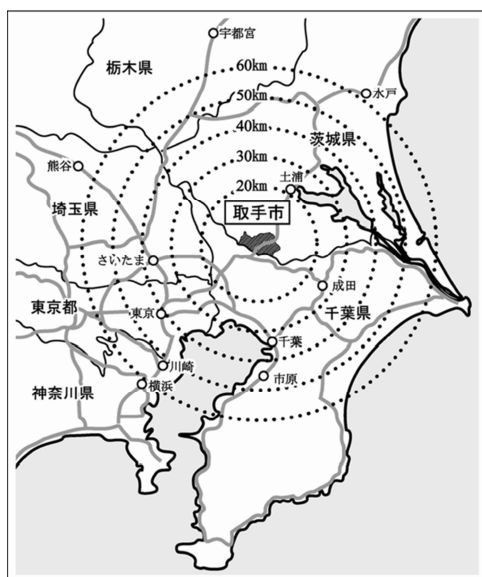 宇都宮
栃木県
60km
水戸
50km
茨城県
40km
熊谷
30km
土浦
20km
埼玉県
取手市
さいたま
成田
東京都
東京
千葉県
千葉
川崎
市原
横浜
神奈川県